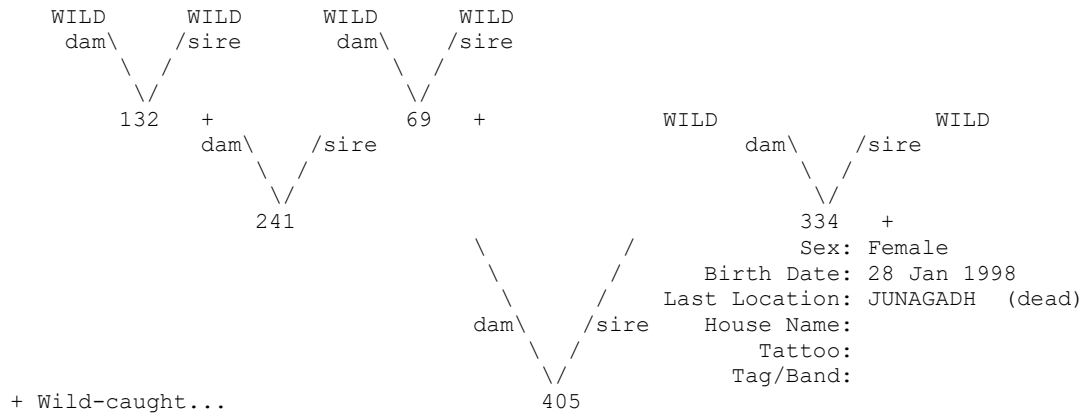 WILD WILD WILD WILD
dam\ /sire dam\ /sire
\ / \ /
\/ \/
132 + 69 + WILD WILD
dam\ /sire dam\ /sire
\ / \ /
\/ \/
241 334 +
\ / Sex: Female
\ / Birth Date: 28 Jan 1998
\ / Last Location: JUNAGADH (dead)
dam\ /sire House Name:
\ / Tattoo:
\/ Tag/Band:
+ Wild-caught... 405